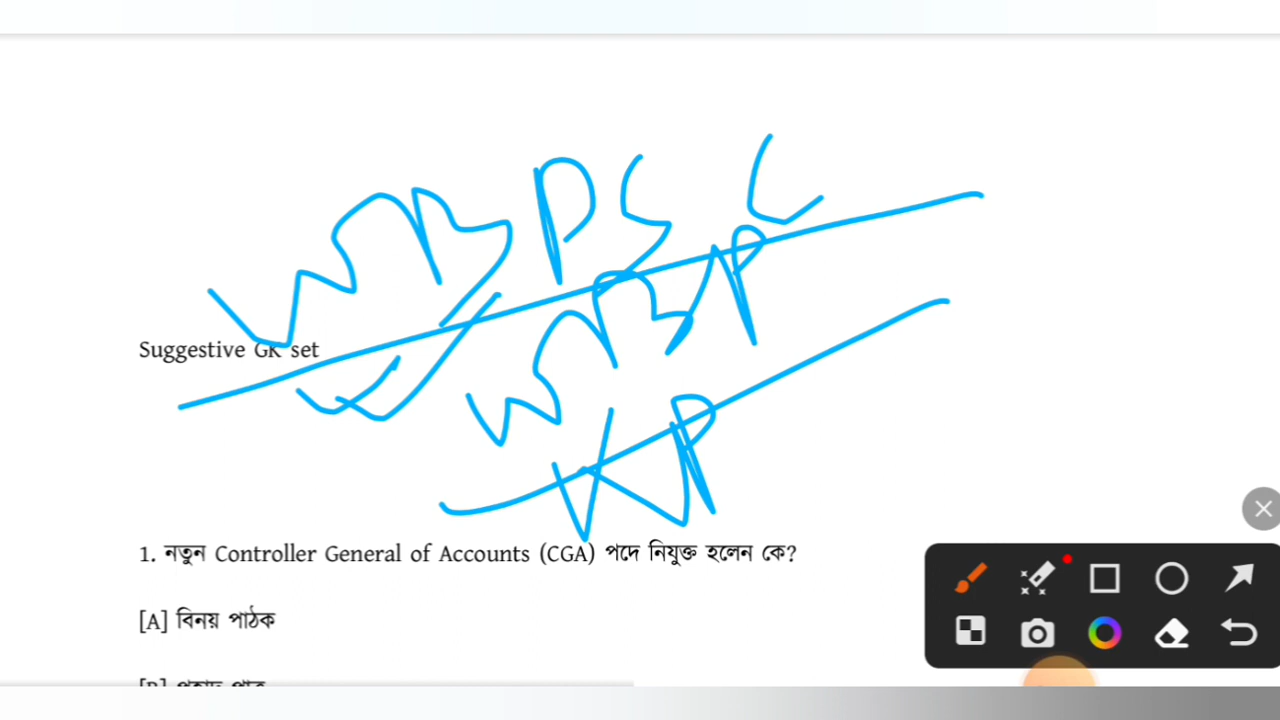 WBPSC
Suggestive GK set
WBP
KP
1. নতুন Controller General of Accounts (CGA) পদে নিযুক্ত হলেন কে?
[A] বিনয় পাঠক